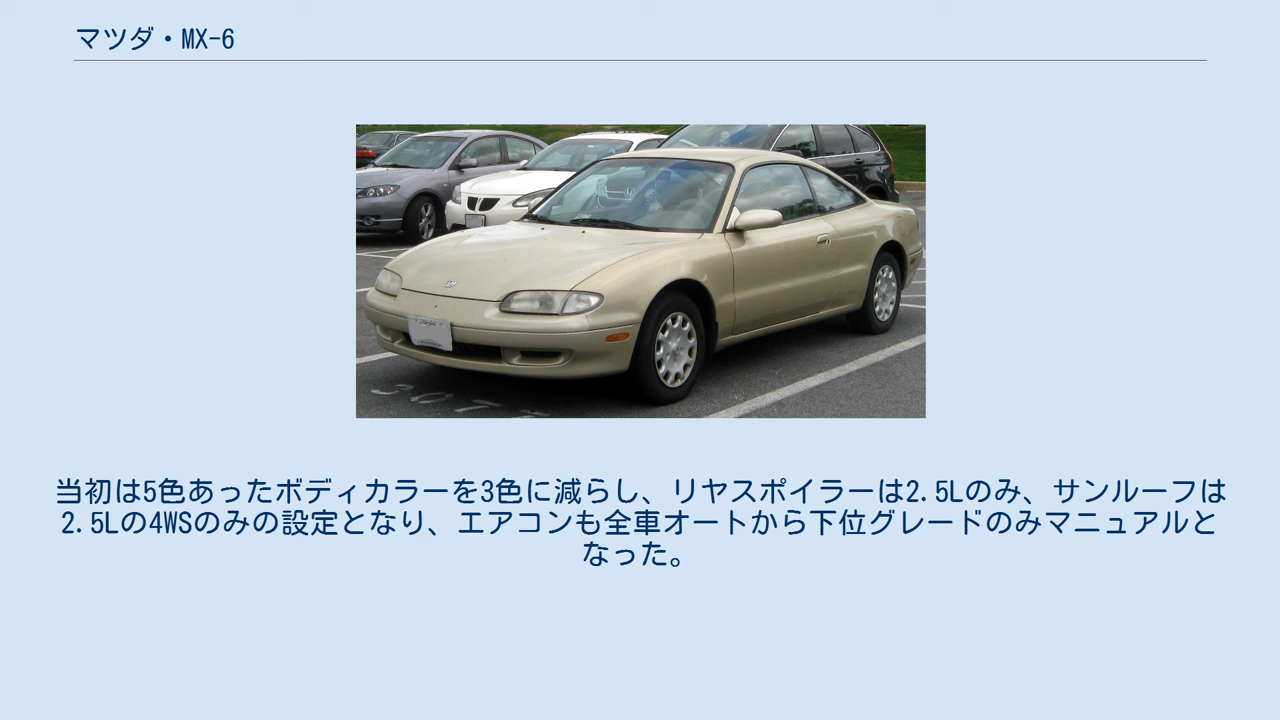 マツダ・MX-6
当初は5色あったボディカラーを3色に減らし、リヤスポイラーは2.5Lのみ、サンルーフは
2.5Lの4WSのみの設定となり、エアコンも全車オートから下位グレードのみマニュアルと
なった。